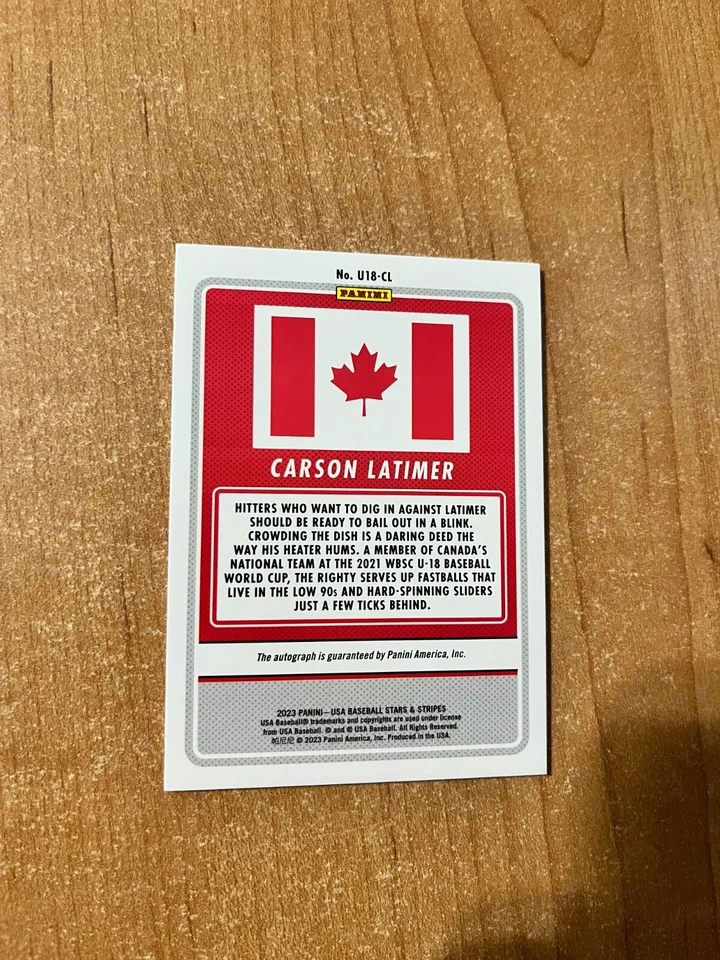 No. U18-CL
PANINI
CARSON LATIMER
HITTERS WHO WANT TO DIG IN AGAINST LATIMER
SHOULD BE READY TO BAIL OUT IN A BLINK.
CROWDING THE DISH IS A DARING DEED THE
WAY HIS HEATER HUMS. A MEMBER OF CANADA'S
NATIONAL TEAM AT THE 2021 WBSC U-18 BASEBALL
WORLD CUP, THE RIGHTY SERVES UP FASTBALLS THAT
LIVE IN THE LOW 90s AND HARD-SPINNING SLIDERS
JUST A FEW TICKS BEHIND.
The autograph is guaranteed by Panini America, Inc.
2023 PANINI—USA BASEBALL STARS & STRIPES
USA Baseball® trademarks and copyrights are used under license
from USA Baseball. © and ® USA Baseball. All Rights Reserved.
帕尼尼 © 2023 Panini America, Inc. Produced in the USA.